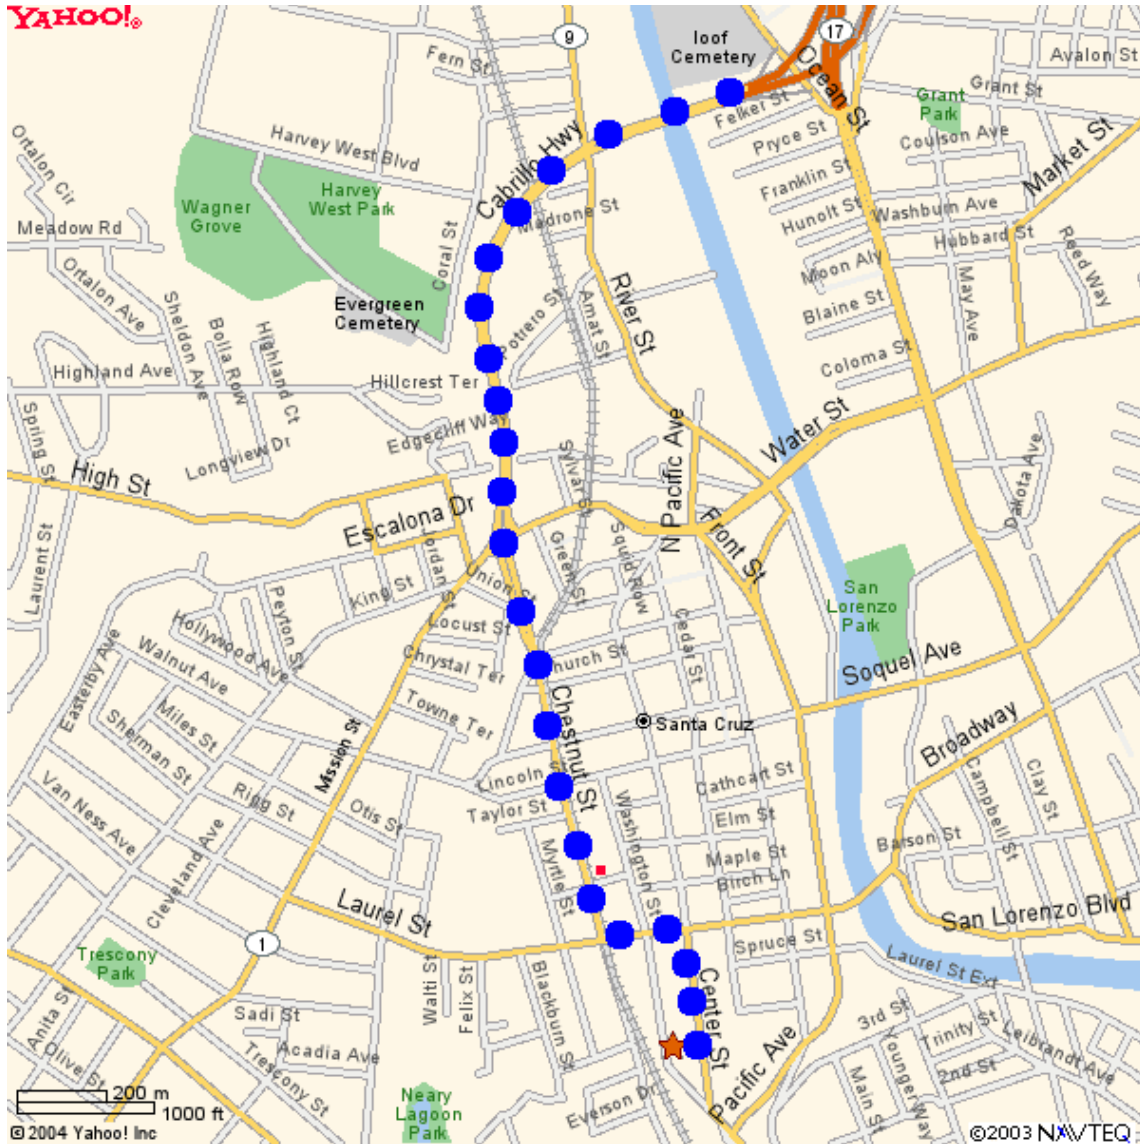 YAHOO!®
9
17
Ioof
Cemetery
Ocean St
Avalon St
Fern St
Grant St
Grant
Park
Felker St
Pryce St
Coulson Ave
Market St
Ortalon Cir
Harvey West Blvd
Cabrillo Hwy
Franklin St
Harvey
West Park
Wagner
Grove
Madrone St
Hunolt St
Washburn Ave
Meadow Rd
Coral St
Hubbard St
Reed Way
Ortalon Ave
Moon Aly
May Ave
Sheldon Ave
Evergreen
Cemetery
River St
Amat St
Blaine St
Bolla Row
Highland Ct
Potrero St
Highland Ave
Hillcrest Ter
Coloma St
Spring St
Edgecliff Way
N Pacific Ave
Water St
Longview Dr
Sylvar St
Dakota Ave
High St
Escalona Dr
Front St
Laurent St
Jordan St
Green St
Squid Row
Union St
King St
Peyton St
San
Lorenzo
Park
Hollywood Ave
Locust St
Cedar St
Walnut Ave
Chrystal Ter
Church St
Soquel Ave
Easterby Ave
Towne Ter
Chestnut St
Santa Cruz
Miles St
Sherman St
Mission St
Broadway
Lincoln St
Cathcart St
Campbell St
Clay St
Van Ness Ave
Rigg St
Otis St
Taylor St
Washington St
Elm St
Cleveland Ave
Myrtle St
Maple St
Barson St
Birch Ln
Laurel St
San Lorenzo Blvd
1
Spruce St
Trescony
Park
Walti St
Felix St
Blackburn St
Center St
Laurel St Ext
Anita St
Sadi St
3rd St
Trinity St
Leibrandt Ave
Olive St
Trescony St
Acadia Ave
Pacific Ave
Main St
Younger Way
2nd St
200 m
1000 ft
Neary
Lagoon
Park
Everson Dr
© 2004 Yahoo! Inc
©2003 NAVTEQ